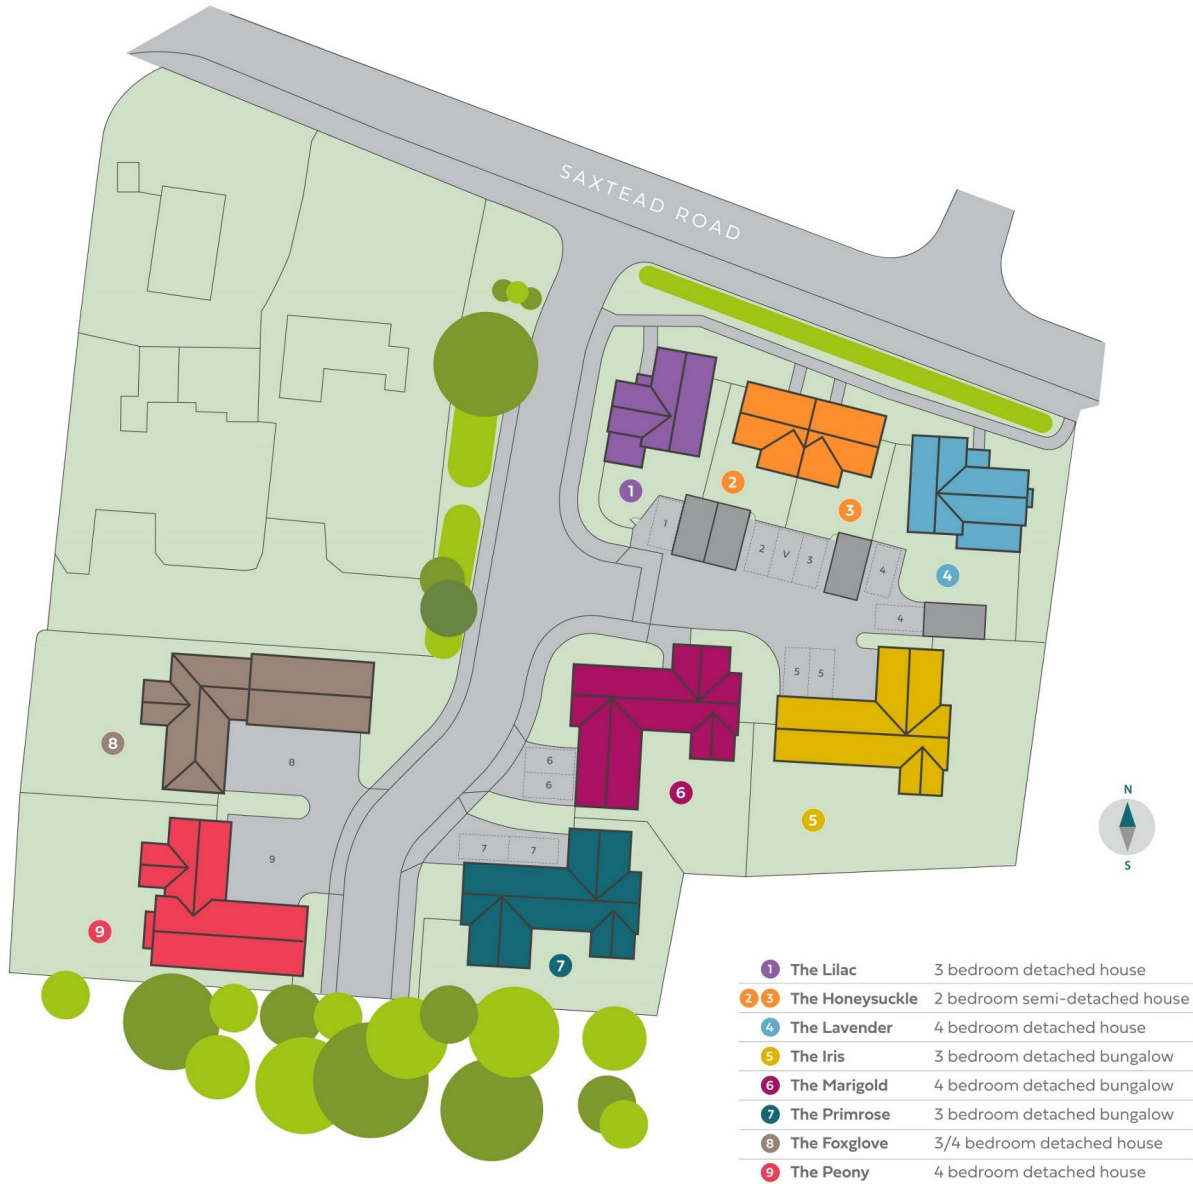 SAXTEAD ROAD
1
2
3
1
2
V
3
4
4
4
5
5
8
8
6
6
6
5
9
7
7
9
7
N
S
1 The Lilac 3 bedroom detached house
2 3 The Honeysuckle 2 bedroom semi-detached house
4 The Lavender 4 bedroom detached house
5 The Iris 3 bedroom detached bungalow
6 The Marigold 4 bedroom detached bungalow
7 The Primrose 3 bedroom detached bungalow
8 The Foxglove 3/4 bedroom detached house
9 The Peony 4 bedroom detached house